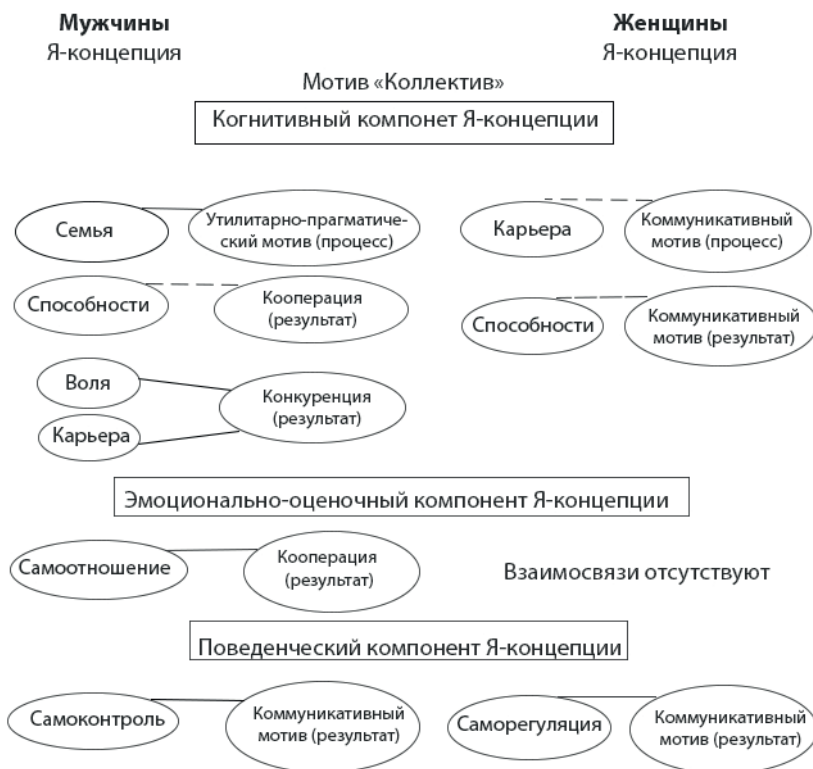 Мужчины
Я-концепция
Женщины
Я-концепция
Мотив «Коллектив»
Когнитивный компонет Я-концепции
Семья
Утилитарно-прагматиче-
ский мотив (процесс)
Карьера
Коммуникативный
мотив (процесс)
Способности
Кооперация
(результат)
Способности
Коммуникативный
мотив (результат)
Воля
Карьера
Конкуренция
(результат)
Эмоционально-оценочный компонент Я-концепции
Самоотношение
Кооперация
(результат)
Взаимосвязи отсутствуют
Поведенческий компонент Я-концепции
Самоконтроль
Коммуникативный
мотив (результат)
Саморегуляция
Коммуникативный
мотив (результат)